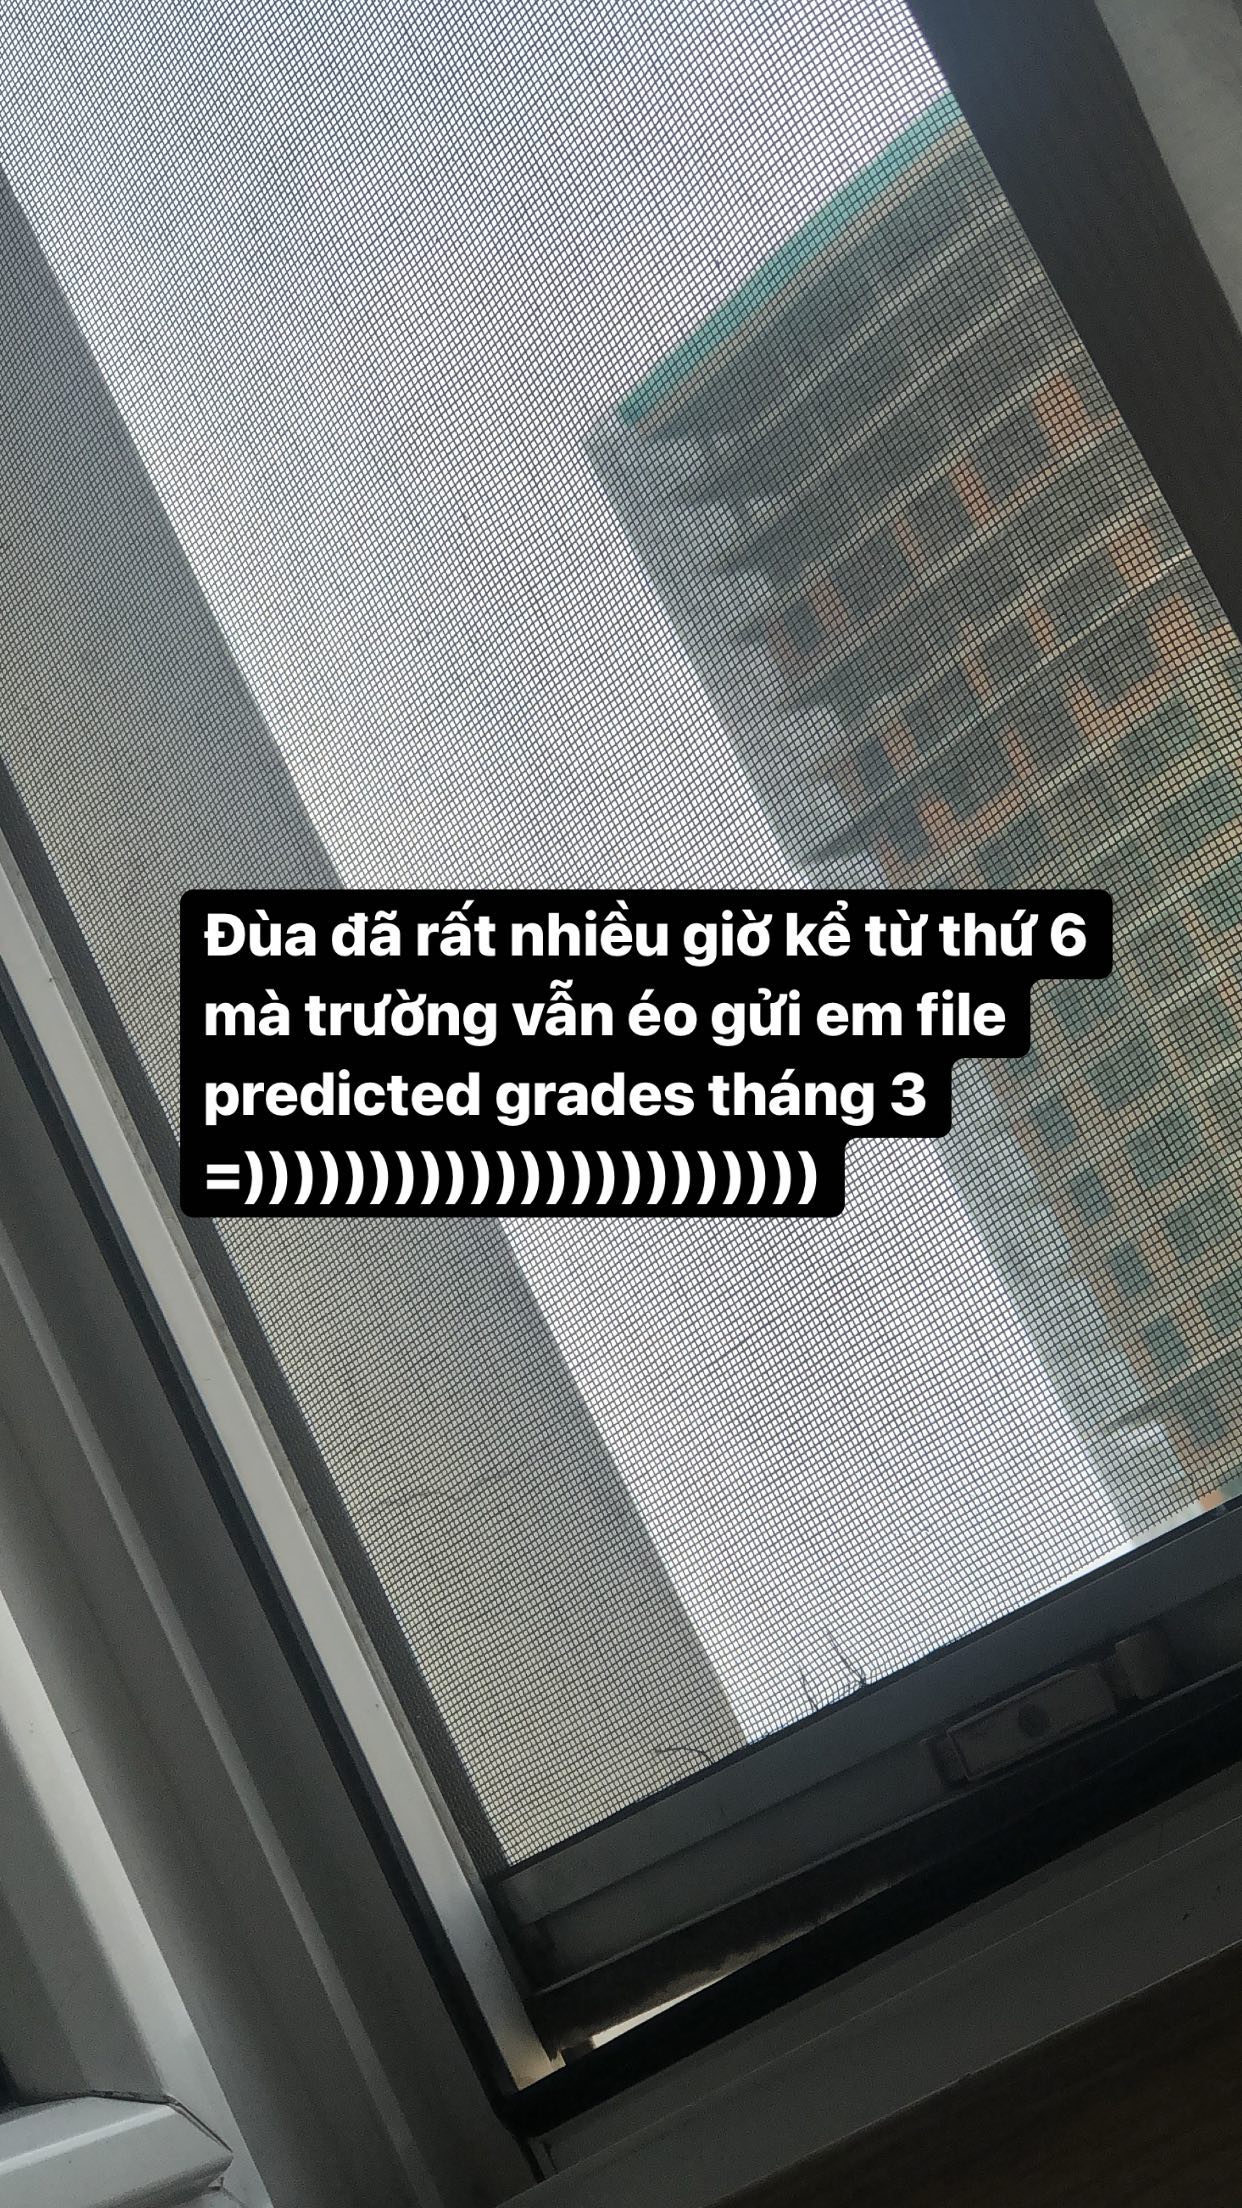 Đùa đã rất nhiều giờ kể từ thứ 6
mà trường vẫn éo gửi em file
predicted grades tháng 3
=)))))))))))))))))))))))